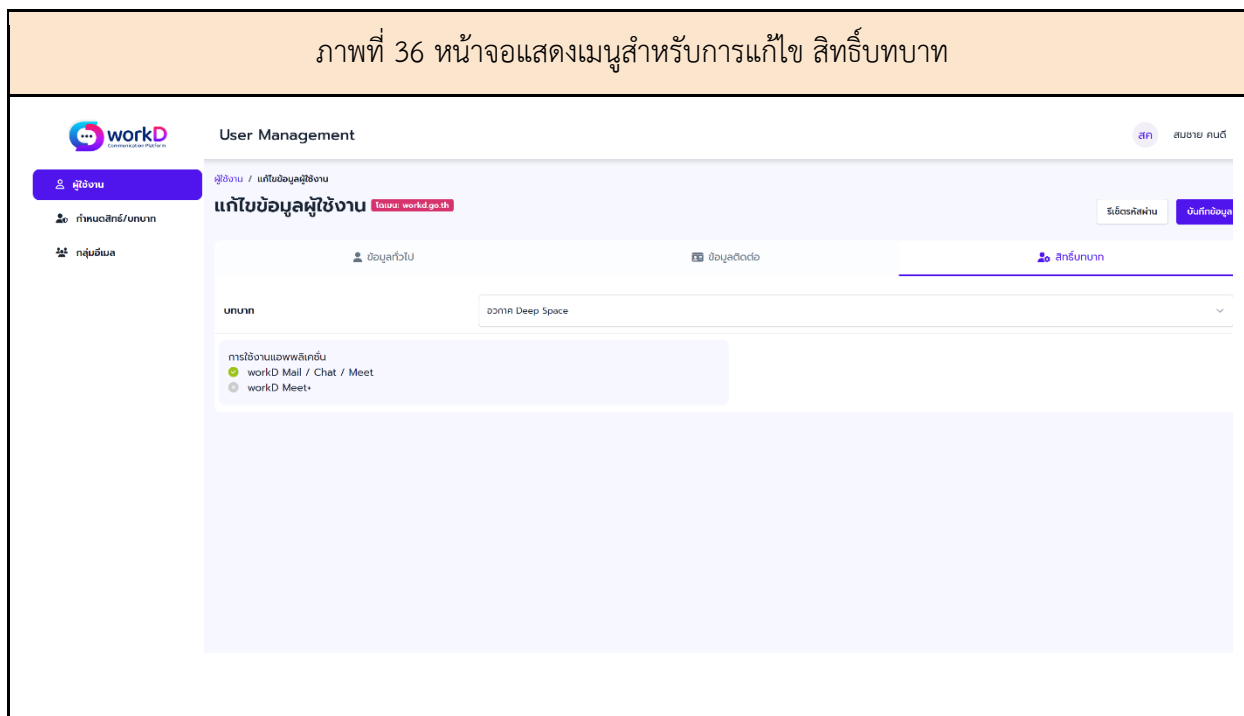 ภาพที่ 36 หน้าจอแสดงเมนูสำหรับการแก้ไข สิทธิ์บทบาท
workD
Communication Platform
User Management
สค สมชาย คนดี
ผู้ใช้งาน
กำหนดสิทธิ์/บทบาท
กลุ่มอีเมล
ผู้ใช้งาน / แก้ไขข้อมูลผู้ใช้งาน
แก้ไขข้อมูลผู้ใช้งาน โดเมน: workd.go.th
รีเซ็ตรหัสผ่าน บันทึกข้อมูล
ข้อมูลทั่วไป ข้อมูลติดต่อ สิทธิ์บทบาท
บทบาท อวกาศ Deep Space
การใช้งานแอพพลิเคชั่น
workD Mail / Chat / Meet
workD Meet+